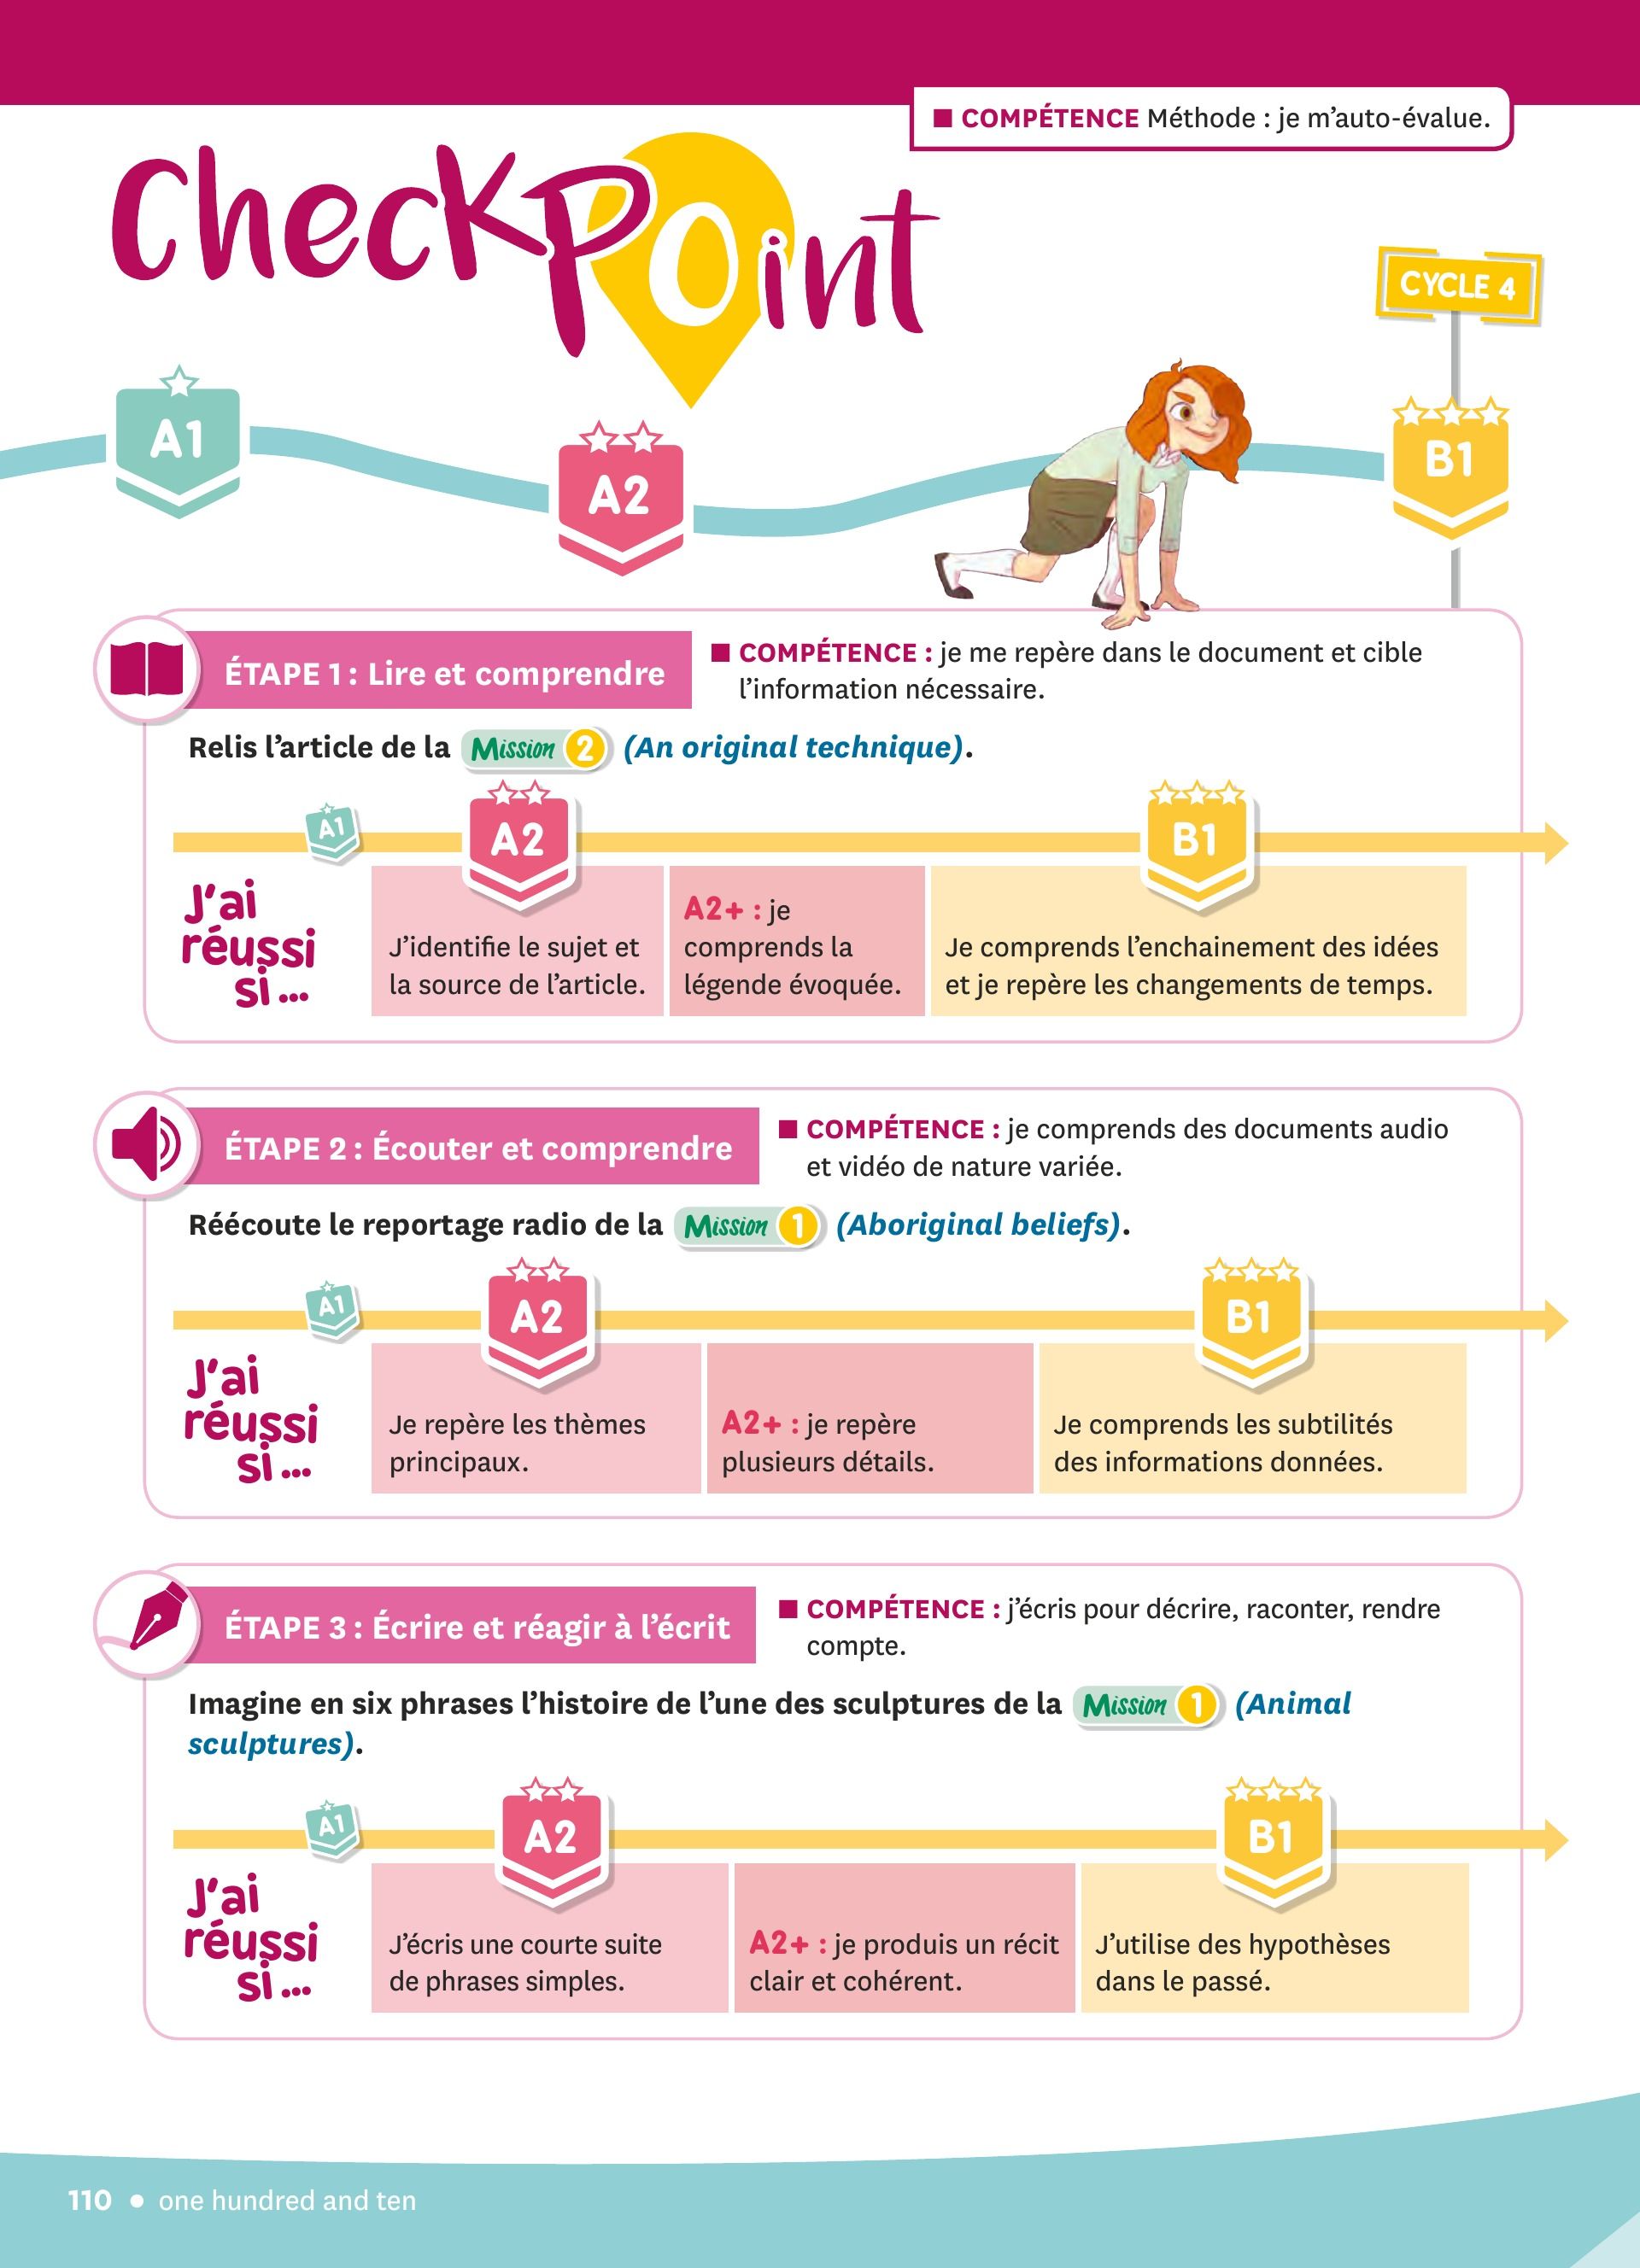 ■ COMPÉTENCE Méthode : je m’auto-évalue.
CheckPoint
CYCLE 4
A1
A2
B1
ÉTAPE 1 : Lire et comprendre
■ COMPÉTENCE : je me repère dans le document et cible
l’information nécessaire.
Relis l’article de la Mission 2 (An original technique).
A1
A2
B1
J’ai
réussi
si ...
J’identifie le sujet et
la source de l’article.
A2+ : je
comprends la
légende évoquée.
Je comprends l’enchainement des idées
et je repère les changements de temps.
ÉTAPE 2 : Écouter et comprendre
■ COMPÉTENCE : je comprends des documents audio
et vidéo de nature variée.
Réécoute le reportage radio de la Mission 1 (Aboriginal beliefs).
A1
A2
B1
J’ai
réussi
si ...
Je repère les thèmes
principaux.
A2+ : je repère
plusieurs détails.
Je comprends les subtilités
des informations données.
ÉTAPE 3 : Écrire et réagir à l’écrit
■ COMPÉTENCE : j’écris pour décrire, raconter, rendre
compte.
Imagine en six phrases l’histoire de l’une des sculptures de la Mission 1 (Animal
sculptures).
A1
A2
B1
J’ai
réussi
si ...
J’écris une courte suite
de phrases simples.
A2+ : je produis un récit
clair et cohérent.
J’utilise des hypothèses
dans le passé.
110 • one hundred and ten